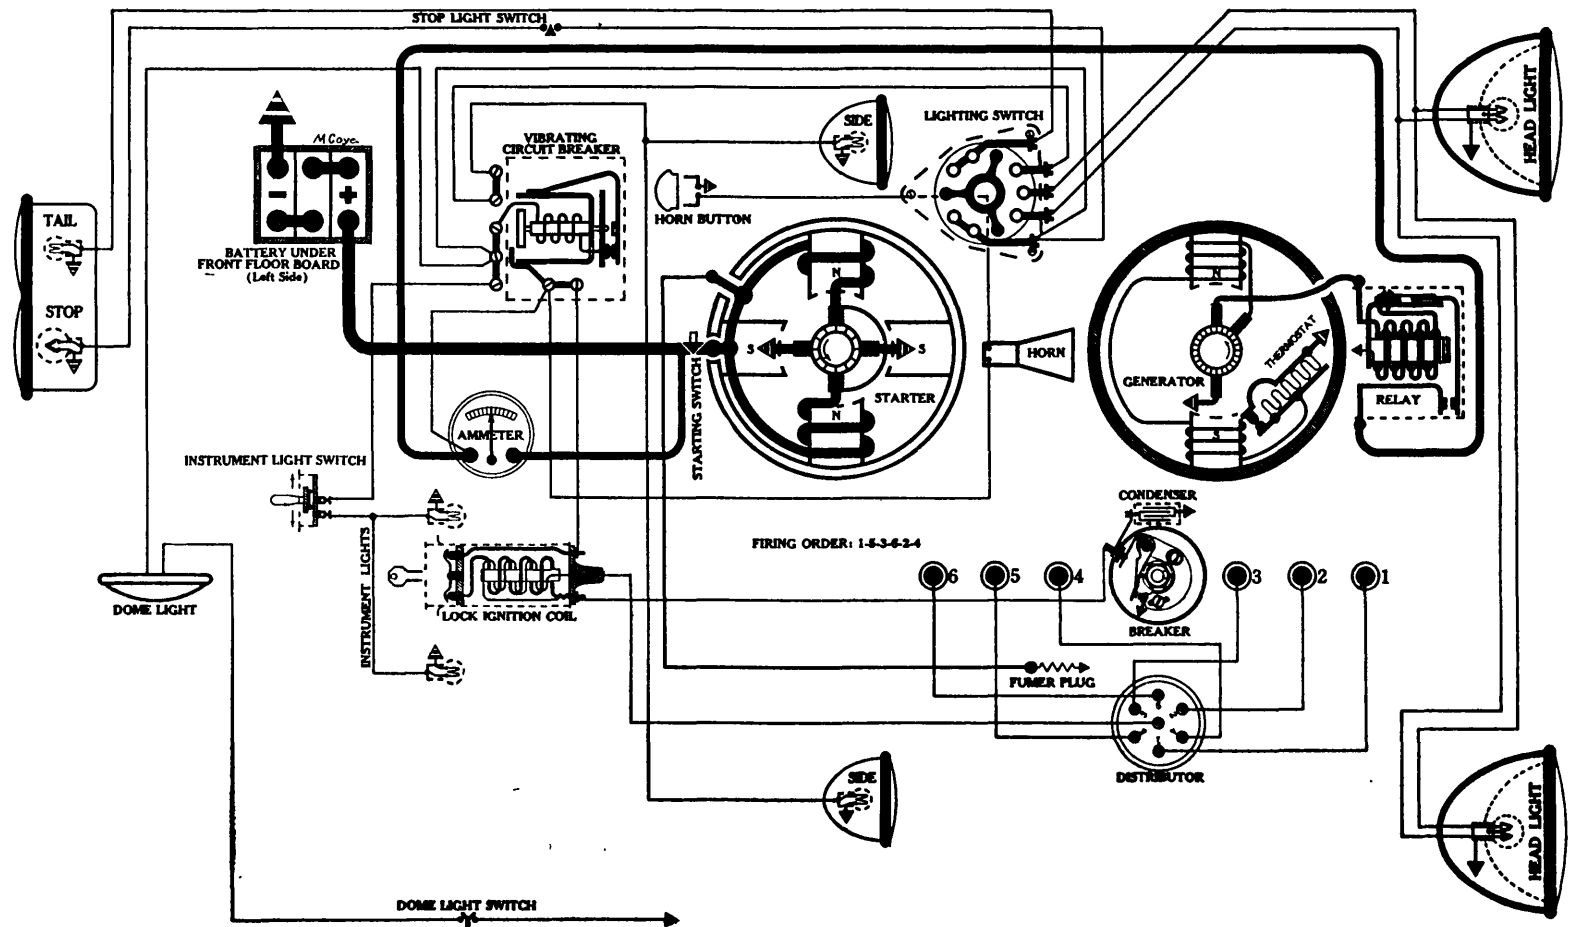 STOP LIGHT SWITCH
M Coye.
–
+
BATTERY UNDER
FRONT FLOOR BOARD
(Left Side)
TAIL
STOP
VIBRATING
CIRCUIT BREAKER
SIDE
LIGHTING SWITCH
HORN BUTTON
HEAD LIGHT
N
S
S
N
STARTER
STARTING SWITCH
HORN
N
GENERATOR
THERMOSTAT
S
RELAY
AMMETER
INSTRUMENT LIGHT SWITCH
INSTRUMENT LIGHTS
LOCK IGNITION COIL
DOME LIGHT
FIRING ORDER: 1-5-3-6-2-4
CONDENSER
6
5
4
3
2
1
BREAKER
FUMER PLUG
DISTRIBUTOR
SIDE
HEAD LIGHT
DOME LIGHT SWITCH